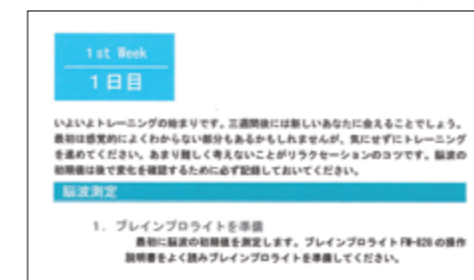 1st Week
1日目
いよいよトレーニングの始まりです。三週間後には新しいあなたに会えることでしょう。
最初は感覚的によくわからない部分もあるかもしれませんが、気にせずにトレーニング
を進めてください。あまり難しく考えないことがリラクセーションのコツです。脳波の
初期値は後で変化を確認するために必ず記録しておいてください。
脳波測定
1. ブレインプロライトを準備
最初に脳波の初期値を測定します。ブレインプロライト FM-828 の操作
説明書をよく読みブレインプロライトを準備してください。